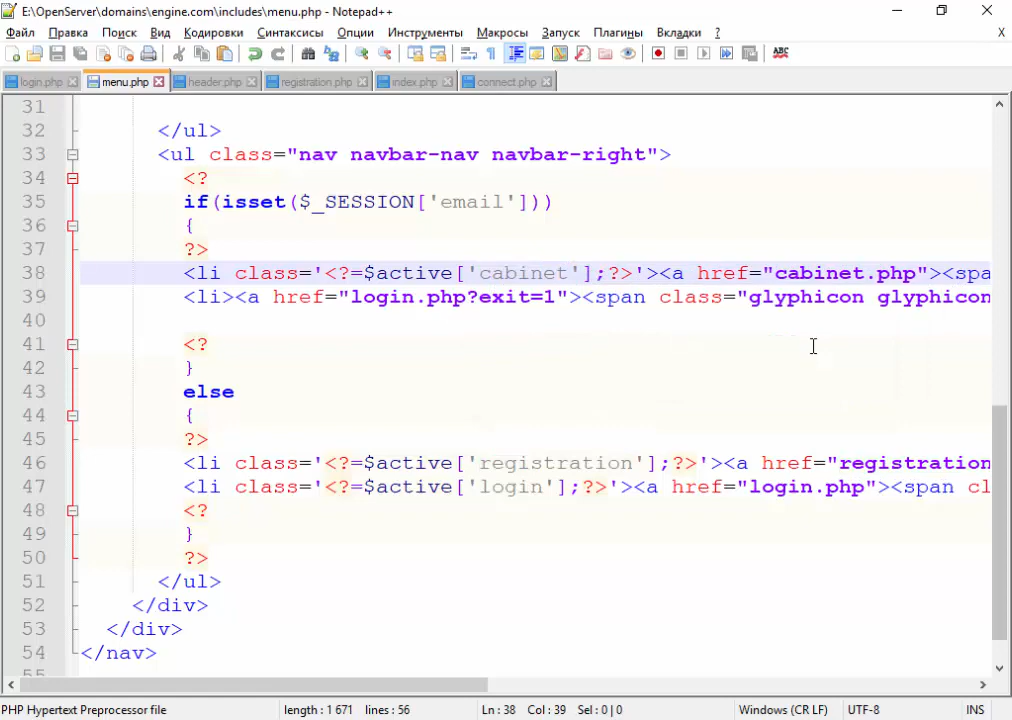 E:\OpenServer\domains\engine.com\includes\menu.php - Notepad++
Файл Правка Поиск Вид Кодировки Синтаксисы Опции Инструменты Макросы Запуск Плагины Вкладки ? X
ABC
login.php menu.php header.php registration.php index.php connect.php
31
32 </ul>
33 <ul class="nav navbar-nav navbar-right">
34 <?
35 if(isset($_SESSION['email']))
36 {
37 ?>
38 <li class='<?=$active['cabinet'];?>'><a href="cabinet.php"><spa
39 <li><a href="login.php?exit=1"><span class="glyphicon glyphicon
40
41 <?
42 }
43 else
44 {
45 ?>
46 <li class='<?=$active['registration'];?>'><a href="registration
47 <li class='<?=$active['login'];?>'><a href="login.php"><span cl
48 <?
49 }
50 ?>
51 </ul>
52 </div>
53 </div>
54 </nav>
55
PHP Hypertext Preprocessor file length : 1 671 lines : 56 Ln : 38 Col : 39 Sel : 0 | 0 Windows (CR LF) UTF-8 INS